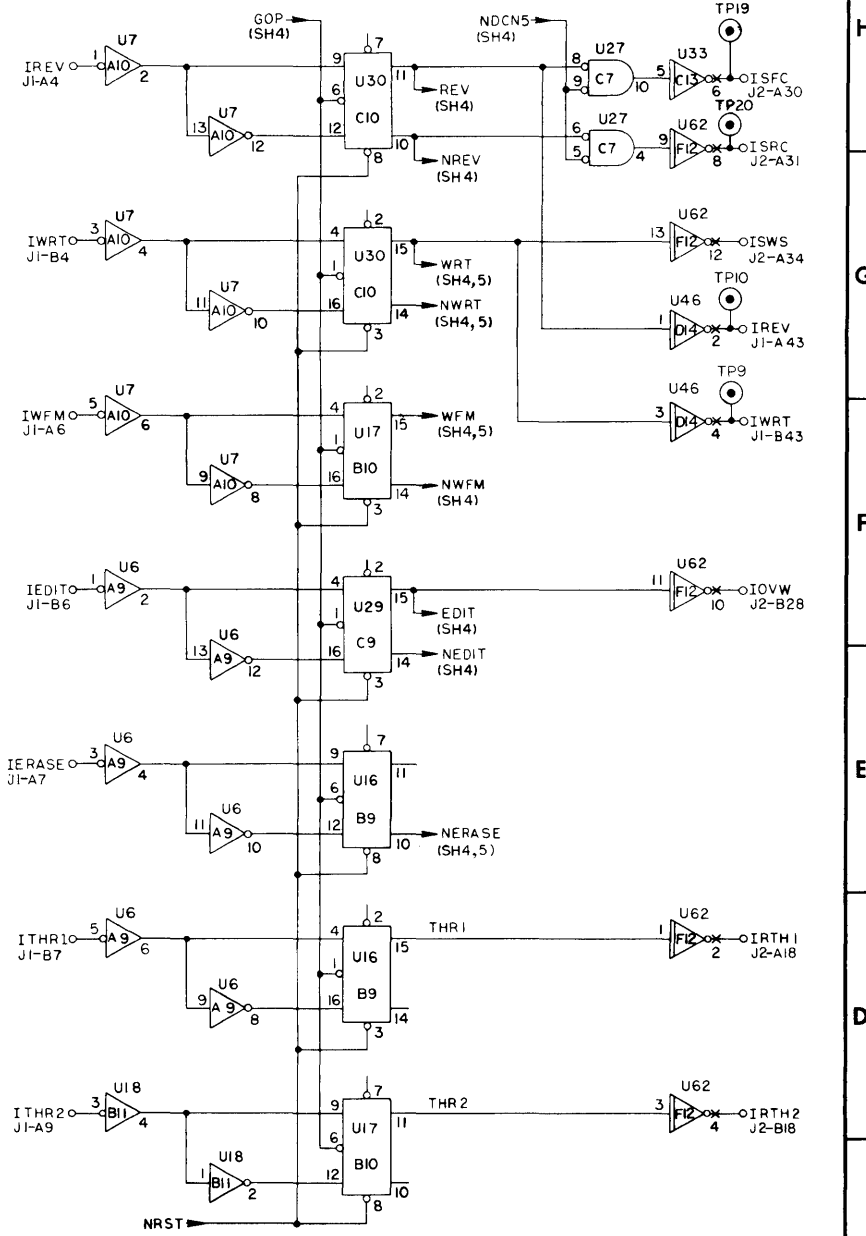 GOP
(SH4)
NDCN5
(SH4)
TP19
H
IREV
J1-A4
1
U7
A10
2
7
9
U30
11
REV
(SH4)
8
U27
C7
9
10
5
U33
C13
6
ISFC
J2-A30
13
U7
A10
12
6
C10
12
10
NREV
(SH4)
8
6
U27
C7
5
4
TP20
9
U62
F12
8
ISRC
J2-A31
IWRT
J1-B4
3
U7
A10
4
2
4
U30
15
WRT
(SH4,5)
13
U62
F12
12
ISWS
J2-A34
G
11
U7
A10
10
1
C10
16
14
NWRT
(SH4,5)
3
TP10
1
U46
D14
2
IREV
J1-A43
IWFM
J1-A6
5
U7
A10
6
2
4
U17
15
WFM
(SH4,5)
TP9
3
U46
D14
4
IWRT
J1-B43
9
U7
A10
8
1
B10
16
14
NWFM
(SH4)
3
F
IEDIT
J1-B6
1
U6
A9
2
2
4
U29
15
EDIT
(SH4)
11
U62
F12
10
IOVW
J2-B28
13
U6
A9
12
1
C9
16
14
NEDIT
(SH4)
3
IERASE
J1-A7
3
U6
A9
4
7
9
U16
11
E
11
U6
A9
10
6
B9
12
10
NERASE
(SH4,5)
8
ITHR1
J1-B7
5
U6
A9
6
2
4
U16
15
THR1
1
U62
F12
2
IRTH1
J2-A18
9
U6
A9
8
1
B9
16
14
3
D
ITHR2
J1-A9
3
U18
B11
4
7
9
U17
11
THR2
3
U62
F12
4
IRTH2
J2-B18
1
U18
B11
2
6
B10
12
10
8
NRST